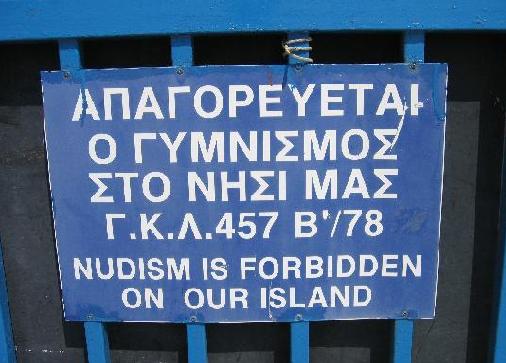 ΑΠΑΓΟΡΕΥΕΤΑΙ
Ο ΓΥΜΝΙΣΜΟΣ
ΣΤΟ ΝΗΣΙ ΜΑΣ
Γ.Κ.Λ.457 Β'/78
NUDISM IS FORBIDDEN
ON OUR ISLAND